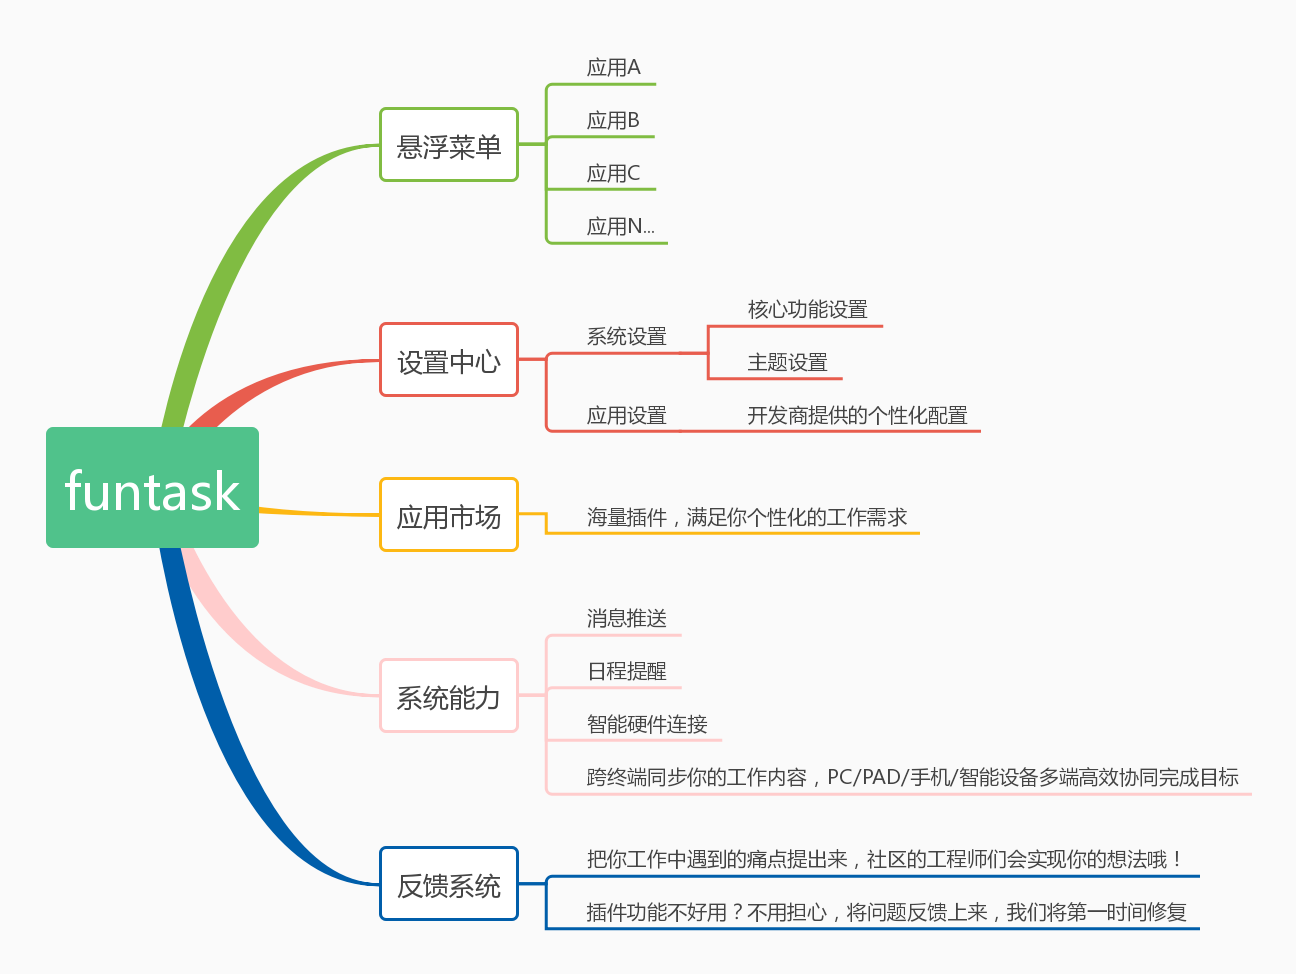 funtask
悬浮菜单
应用A
应用B
应用C
应用N...
设置中心
系统设置
核心功能设置
主题设置
应用设置
开发商提供的个性化配置
应用市场
海量插件，满足你个性化的工作需求
系统能力
消息推送
日程提醒
智能硬件连接
跨终端同步你的工作内容，PC/PAD/手机/智能设备多端高效协同完成目标
反馈系统
把你工作中遇到的痛点提出来，社区的工程师们会实现你的想法哦！
插件功能不好用？不用担心，将问题反馈上来，我们将第一时间修复